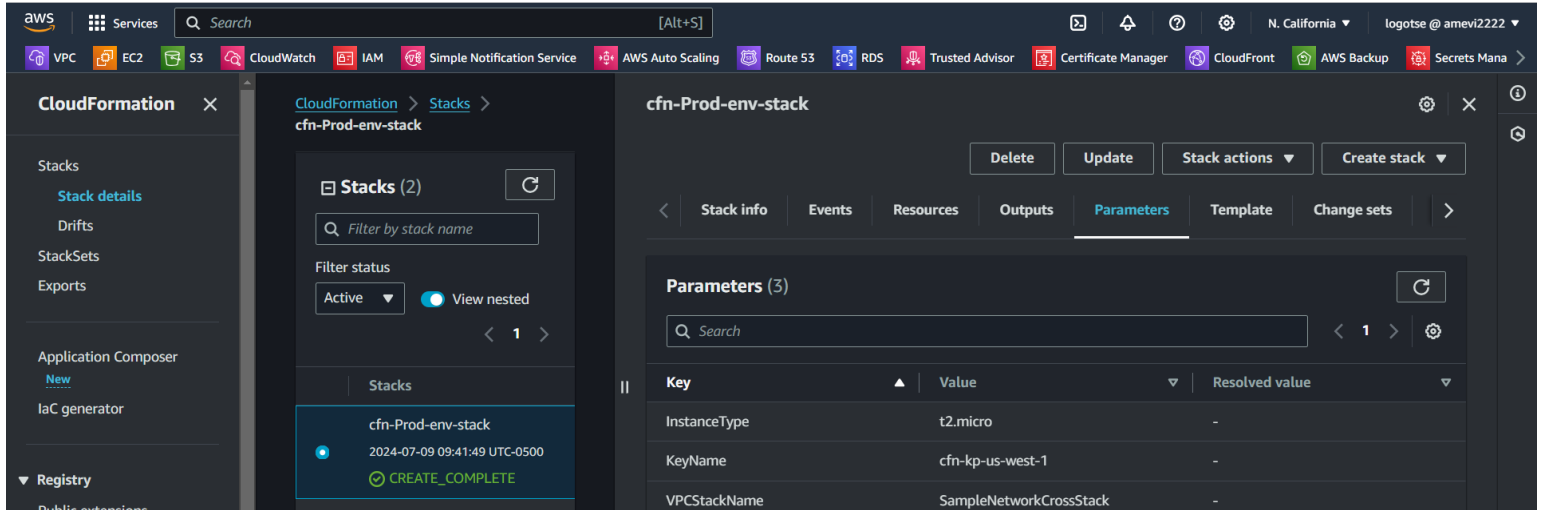 aws Services Search [Alt+S] N. California ▼ logotse @ amevi2222 ▼
VPC EC2 S3 CloudWatch IAM Simple Notification Service AWS Auto Scaling Route 53 RDS Trusted Advisor Certificate Manager CloudFront AWS Backup Secrets Mana
CloudFormation
Stacks
Stack details
Drifts
StackSets
Exports
Application Composer
New
IaC generator
Registry
Public extensions
CloudFormation > Stacks >
cfn-Prod-env-stack
Stacks (2)
Filter by stack name
Filter status
Active View nested
< 1 >
Stacks
cfn-Prod-env-stack
2024-07-09 09:41:49 UTC-0500
CREATE_COMPLETE
cfn-Prod-env-stack
Delete Update Stack actions ▼ Create stack ▼
Stack info Events Resources Outputs Parameters Template Change sets
Parameters (3)
Search < 1 >
Key Value Resolved value
InstanceType t2.micro -
KeyName cfn-kp-us-west-1 -
VPCStackName SampleNetworkCrossStack -